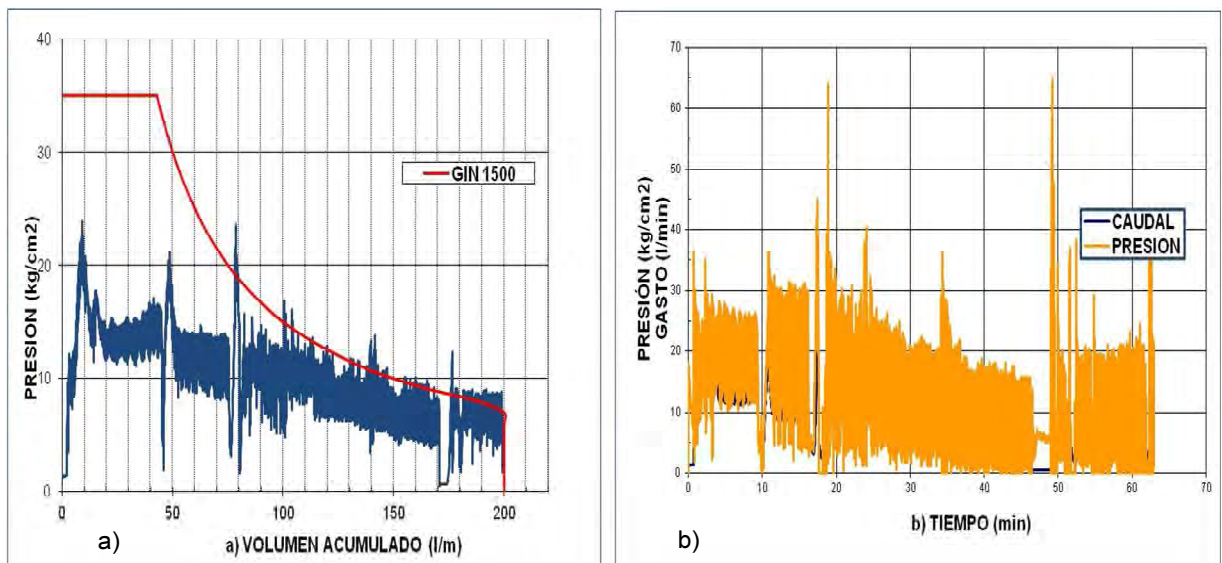 40
30
20
10
0
PRESION (kg/cm2)
GIN 1500
0
50
100
150
200
a)
a) VOLUMEN ACUMULADO (l/m)
70
60
50
40
30
20
10
0
PRESIÓN (kg/cm2)
GASTO (l/min)
CAUDAL
PRESION
0
10
20
30
40
50
60
70
b)
b) TIEMPO (min)